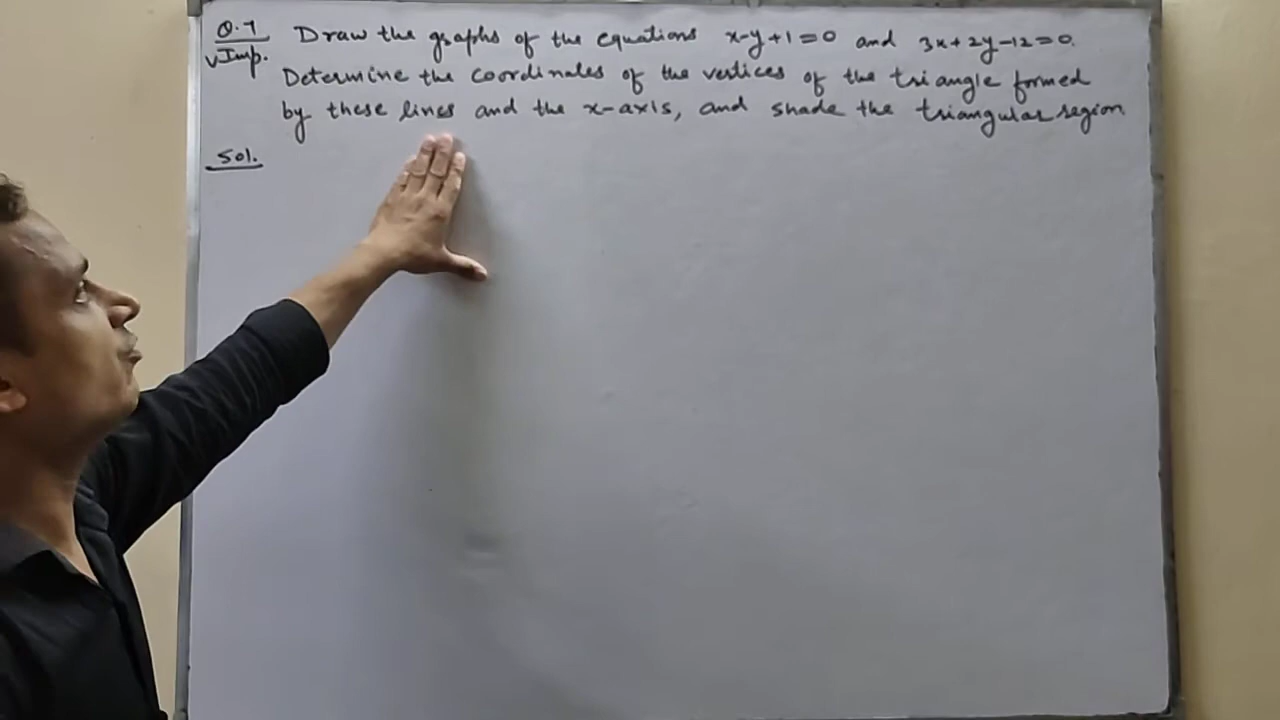 Q.7 Draw the graphs of the equations x-y+1=0 and 3x+2y-12=0.
V Imp. Determine the coordinates of the vertices of the triangle formed
by these lines and the x-axis, and shade the triangular region.
Sol.